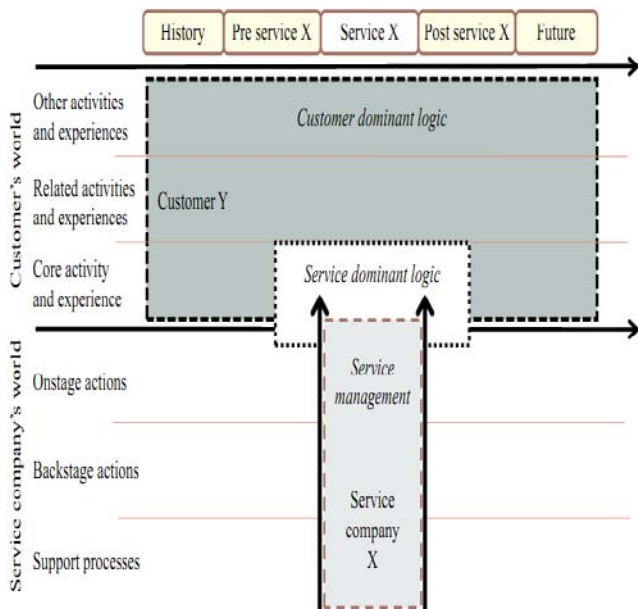 History Pre service X Service X Post service X Future
Customer's world
Other activities
and experiences
Customer dominant logic
Related activities
and experiences
Customer Y
Core activity
and experience
Service dominant logic
Service company's world
Onstage actions
Service
management
Backstage actions
Service
company
X
Support processes